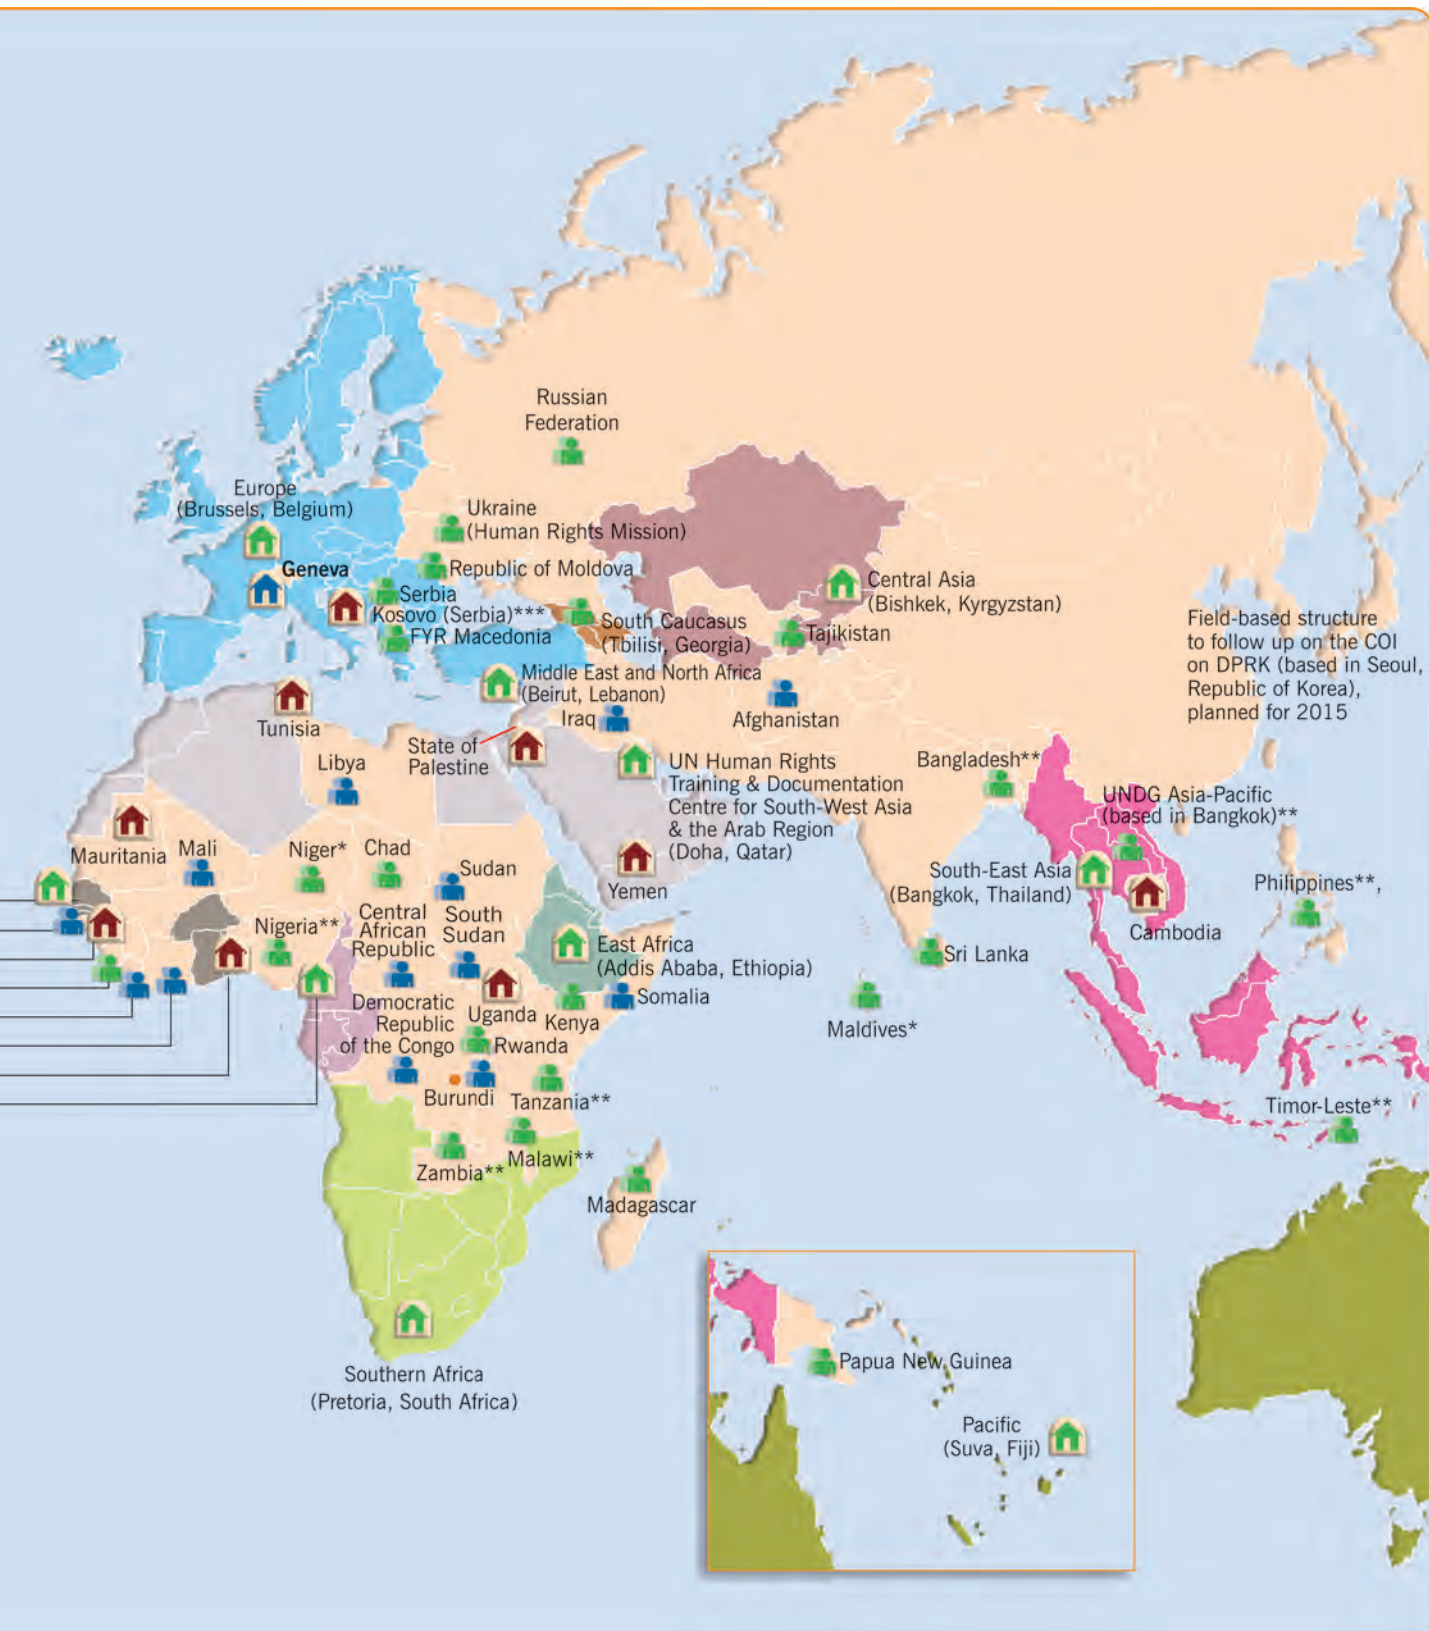 Russian
Federation
Europe
(Brussels, Belgium)
Ukraine
(Human Rights Mission)
Geneva
Republic of Moldova
Central Asia
(Bishkek, Kyrgyzstan)
Serbia
Kosovo (Serbia)***
FYR Macedonia
South Caucasus
(Tbilisi, Georgia)
Tajikistan
Field-based structure
to follow up on the COI
on DPRK (based in Seoul,
Republic of Korea),
planned for 2015
Middle East and North Africa
(Beirut, Lebanon)
Tunisia
Iraq
Afghanistan
State of
Palestine
Libya
UN Human Rights
Training & Documentation
Centre for South-West Asia
& the Arab Region
(Doha, Qatar)
Bangladesh**
UNDG Asia-Pacific
(based in Bangkok)**
Mauritania
Mali
Niger*
Chad
Sudan
Yemen
South-East Asia
(Bangkok, Thailand)
Philippines**,
Nigeria**
Central
African
Republic
South
Sudan
Cambodia
East Africa
(Addis Ababa, Ethiopia)
Sri Lanka
Somalia
Democratic
Republic
of the Congo
Uganda
Kenya
Maldives*
Rwanda
Burundi
Tanzania**
Timor-Leste**
Zambia**
Malawi**
Madagascar
Southern Africa
(Pretoria, South Africa)
Papua New Guinea
Pacific
(Suva, Fiji)